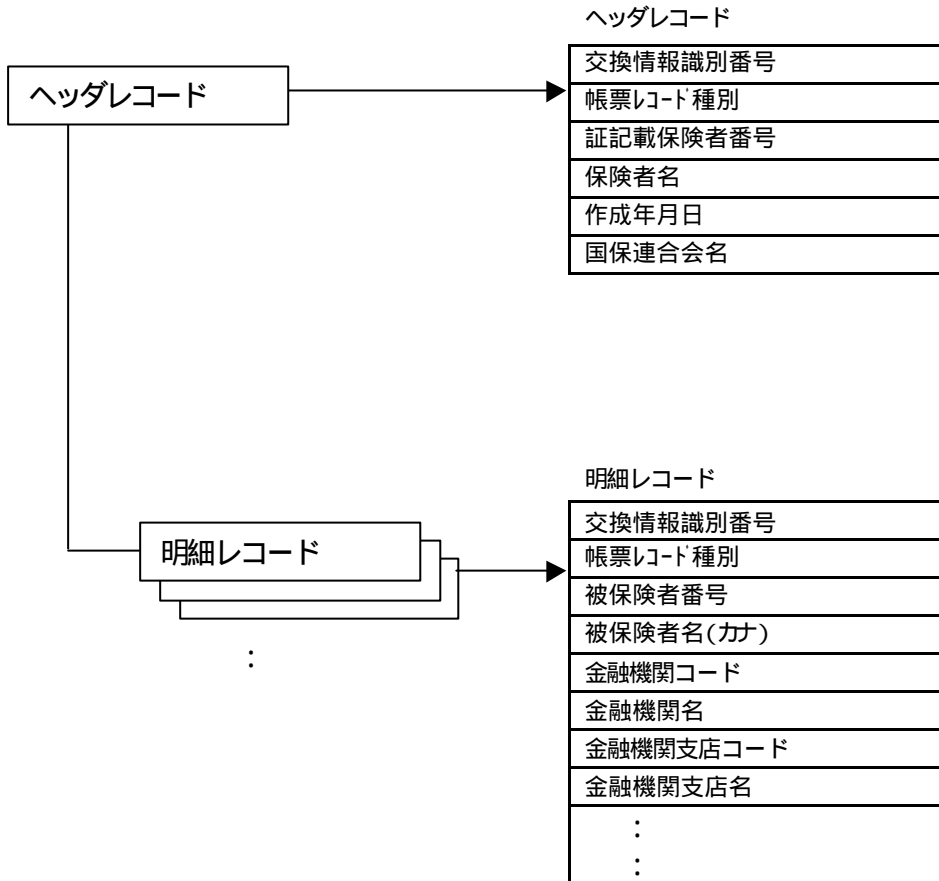 ヘッダレコード
ヘッダレコード
交換情報識別番号
帳票ﾚｺｰﾄﾞ種別
証記載保険者番号
保険者名
作成年月日
国保連合会名
明細レコード
明細レコード
:
交換情報識別番号
帳票ﾚｺｰﾄﾞ種別
被保険者番号
被保険者名(ｶﾅ)
金融機関コード
金融機関名
金融機関支店コード
金融機関支店名
:
: